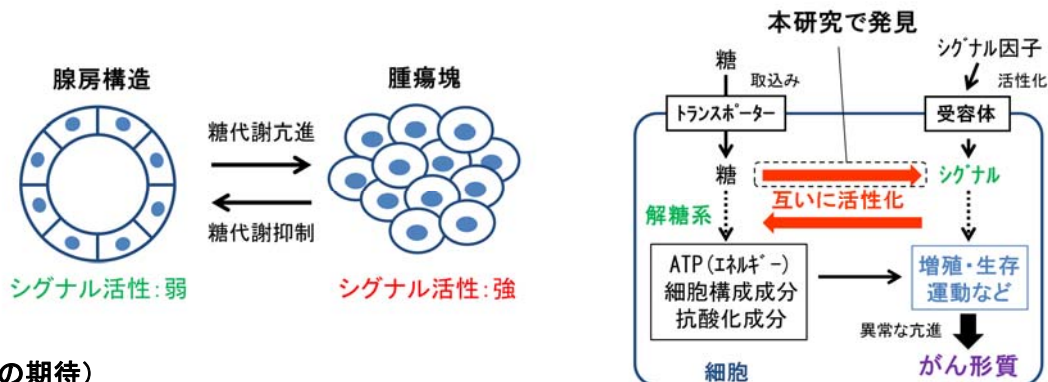 腺房構造
腫瘍塊
糖代謝亢進
糖代謝抑制
シグナル活性：弱
シグナル活性：強
の期待）
本研究で発見
糖
取込み
シグナル因子
活性化
トランスポーター
受容体
糖
シグナル
互いに活性化
解糖系
ATP（エネルギー）
細胞構成成分
抗酸化成分
増殖・生存
運動など
異常な亢進
がん形質
細胞